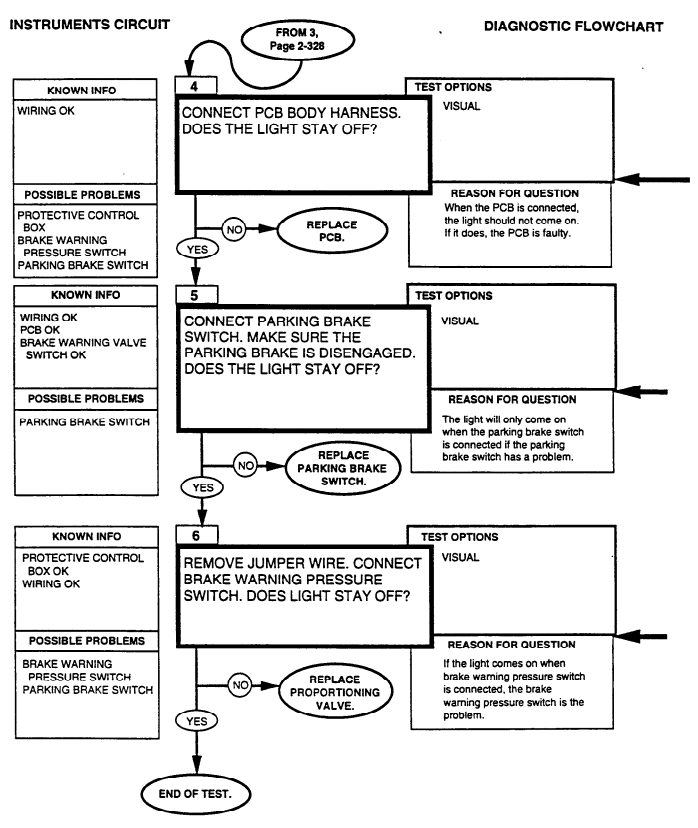 INSTRUMENTS CIRCUIT
DIAGNOSTIC FLOWCHART
FROM 3,
Page 2-328
KNOWN INFO
WIRING OK
POSSIBLE PROBLEMS
PROTECTIVE CONTROL
BOX
BRAKE WARNING
PRESSURE SWITCH
PARKING BRAKE SWITCH
4
CONNECT PCB BODY HARNESS.
DOES THE LIGHT STAY OFF?
TEST OPTIONS
VISUAL
REASON FOR QUESTION
When the PCB is connected,
the light should not come on.
If it does, the PCB is faulty.
NO
REPLACE
PCB.
YES
KNOWN INFO
WIRING OK
PCB OK
BRAKE WARNING VALVE
SWITCH OK
POSSIBLE PROBLEMS
PARKING BRAKE SWITCH
5
CONNECT PARKING BRAKE
SWITCH. MAKE SURE THE
PARKING BRAKE IS DISENGAGED.
DOES THE LIGHT STAY OFF?
TEST OPTIONS
VISUAL
REASON FOR QUESTION
The light will only come on
when the parking brake switch
is connected if the parking
brake switch has a problem.
NO
REPLACE
PARKING BRAKE
SWITCH.
YES
KNOWN INFO
PROTECTIVE CONTROL
BOX OK
WIRING OK
POSSIBLE PROBLEMS
BRAKE WARNING
PRESSURE SWITCH
PARKING BRAKE SWITCH
6
REMOVE JUMPER WIRE. CONNECT
BRAKE WARNING PRESSURE
SWITCH. DOES LIGHT STAY OFF?
TEST OPTIONS
VISUAL
REASON FOR QUESTION
If the light comes on when
brake warning pressure switch
is connected, the brake
warning pressure switch is the
problem.
NO
REPLACE
PROPORTIONING
VALVE.
YES
END OF TEST.